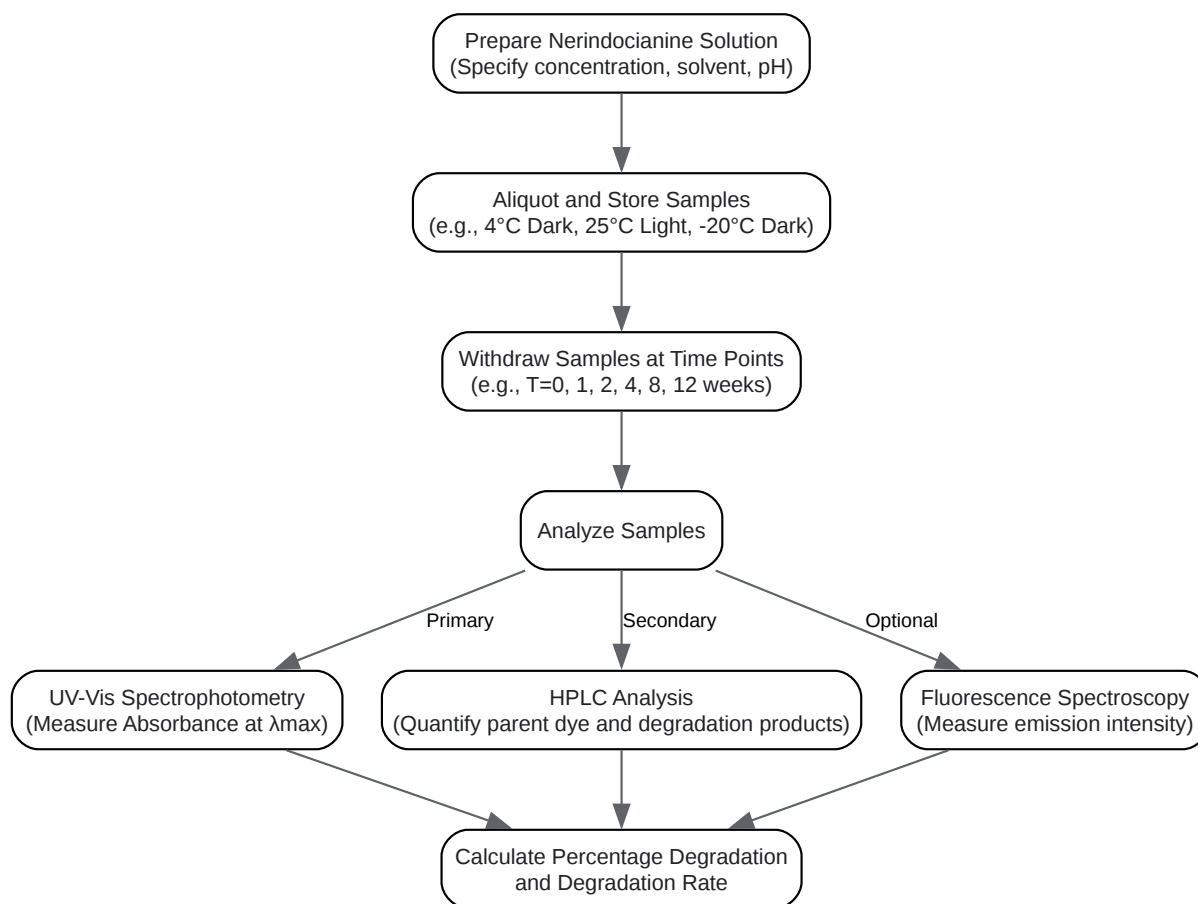 Prepare Nerindocianine Solution
(Specify concentration, solvent, pH)
Aliquot and Store Samples
(e.g., 4°C Dark, 25°C Light, -20°C Dark)
Withdraw Samples at Time Points
(e.g., T=0, 1, 2, 4, 8, 12 weeks)
Analyze Samples
Primary
Secondary
Optional
UV-Vis Spectrophotometry
(Measure Absorbance at λmax)
HPLC Analysis
(Quantify parent dye and degradation products)
Fluorescence Spectroscopy
(Measure emission intensity)
Calculate Percentage Degradation
and Degradation Rate